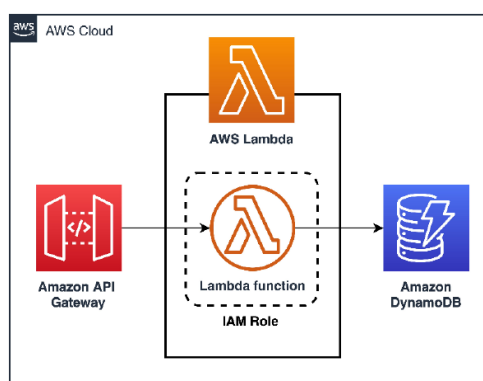 aws
AWS Cloud
AWS Lambda
</>
Amazon API
Gateway
Lambda function
IAM Role
Amazon
DynamoDB